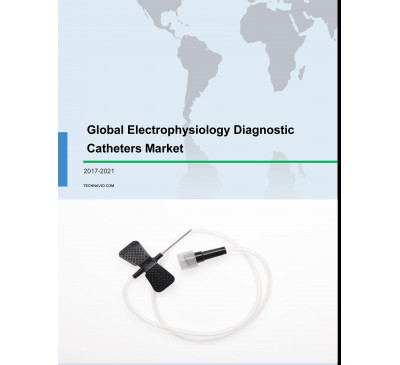 Global Electrophysiology Diagnostic
Catheters Market
2017-2021
TECHNAVIO.COM